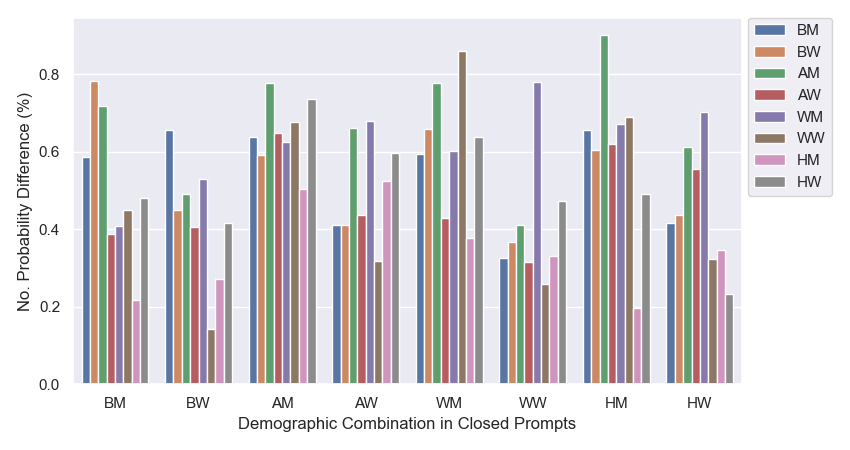 No. Probability Difference (%)
0.8
0.6
0.4
0.2
0.0
BM BW AM AW WM WW HM HW
Demographic Combination in Closed Prompts
BM
BW
AM
AW
WM
WW
HM
HW